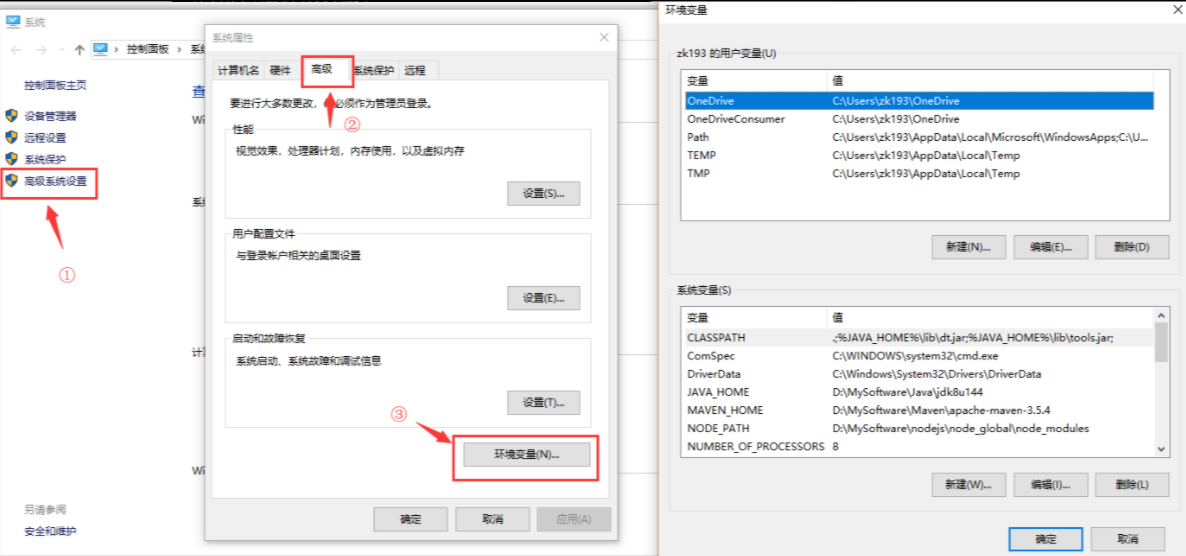 系统
控制面板
系统
控制面板主页
设备管理器
远程设置
系统保护
高级系统设置
①
另请参阅
安全和维护
查
Wi
系
计算
Wi
系统属性
计算机名
硬件
高级
系统保护
远程
②
要进行大多数更改,必须作为管理员登录。
性能
视觉效果,处理器计划,内存使用,以及虚拟内存
设置(S)...
用户配置文件
与登录帐户相关的桌面设置
设置(E)...
启动和故障恢复
系统启动、系统故障和调试信息
设置(T)...
③
环境变量(N)...
确定
取消
应用(A)
环境变量
zk193 的用户变量(U)
变量 值
OneDrive C:\Users\zk193\OneDrive
OneDriveConsumer C:\Users\zk193\OneDrive
Path C:\Users\zk193\AppData\Local\Microsoft\WindowsApps;C:\U...
TEMP C:\Users\zk193\AppData\Local\Temp
TMP C:\Users\zk193\AppData\Local\Temp
新建(N)...
编辑(E)...
删除(D)
系统变量(S)
变量 值
CLASSPATH .;%JAVA_HOME%\lib\dt.jar;%JAVA_HOME%\lib\tools.jar;
ComSpec C:\WINDOWS\system32\cmd.exe
DriverData C:\Windows\System32\Drivers\DriverData
JAVA_HOME D:\MySoftware\Java\jdk8u144
MAVEN_HOME D:\MySoftware\Maven\apache-maven-3.5.4
NODE_PATH D:\MySoftware\nodejs\node_global\node_modules
NUMBER_OF_PROCESSORS 8
新建(W)...
编辑(I)...
删除(L)
确定
取消